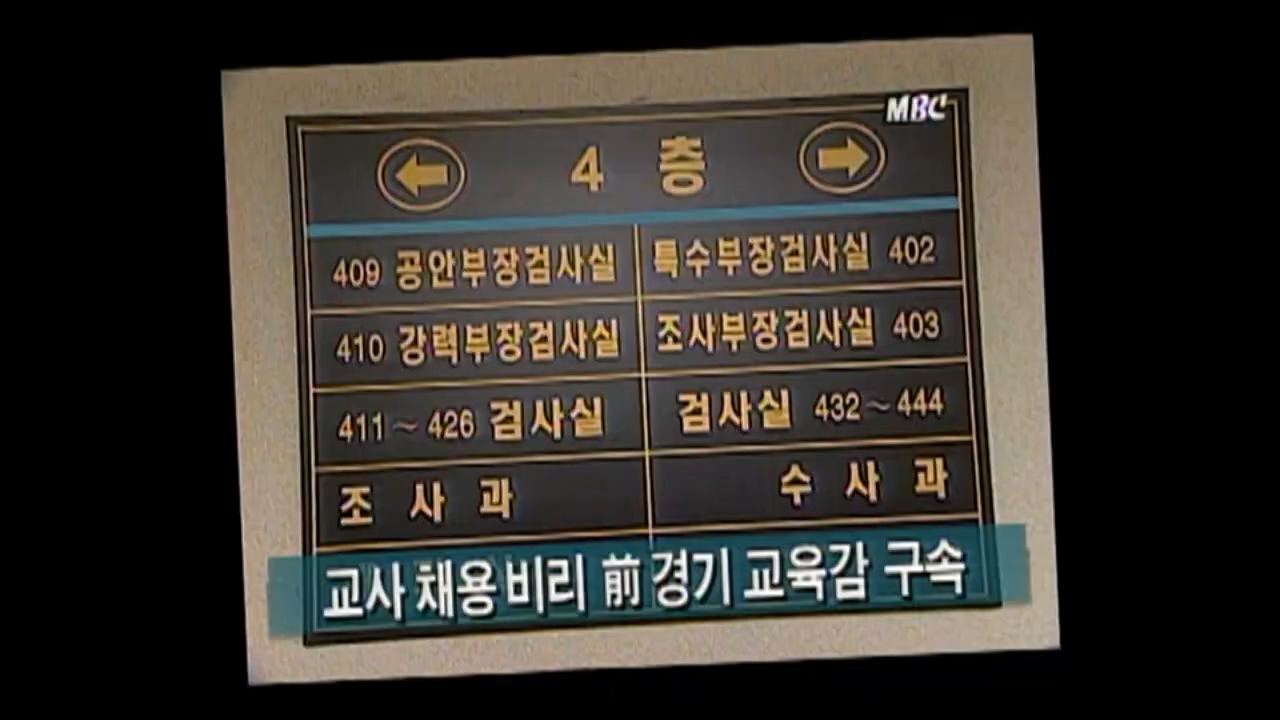 MBC
4 층
409 공안부장검사실 특수부장검사실 402
410 강력부장검사실 조사부장검사실 403
411~426 검사실 검사실 432~444
조 사 과 수 사 과
교사 채용 비리 前 경기 교육감 구속